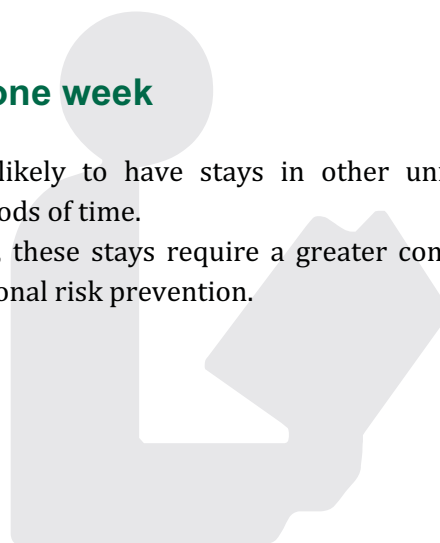 one week
likely to have stays in other un
ods of time.
, these stays require a greater con
onal risk prevention.